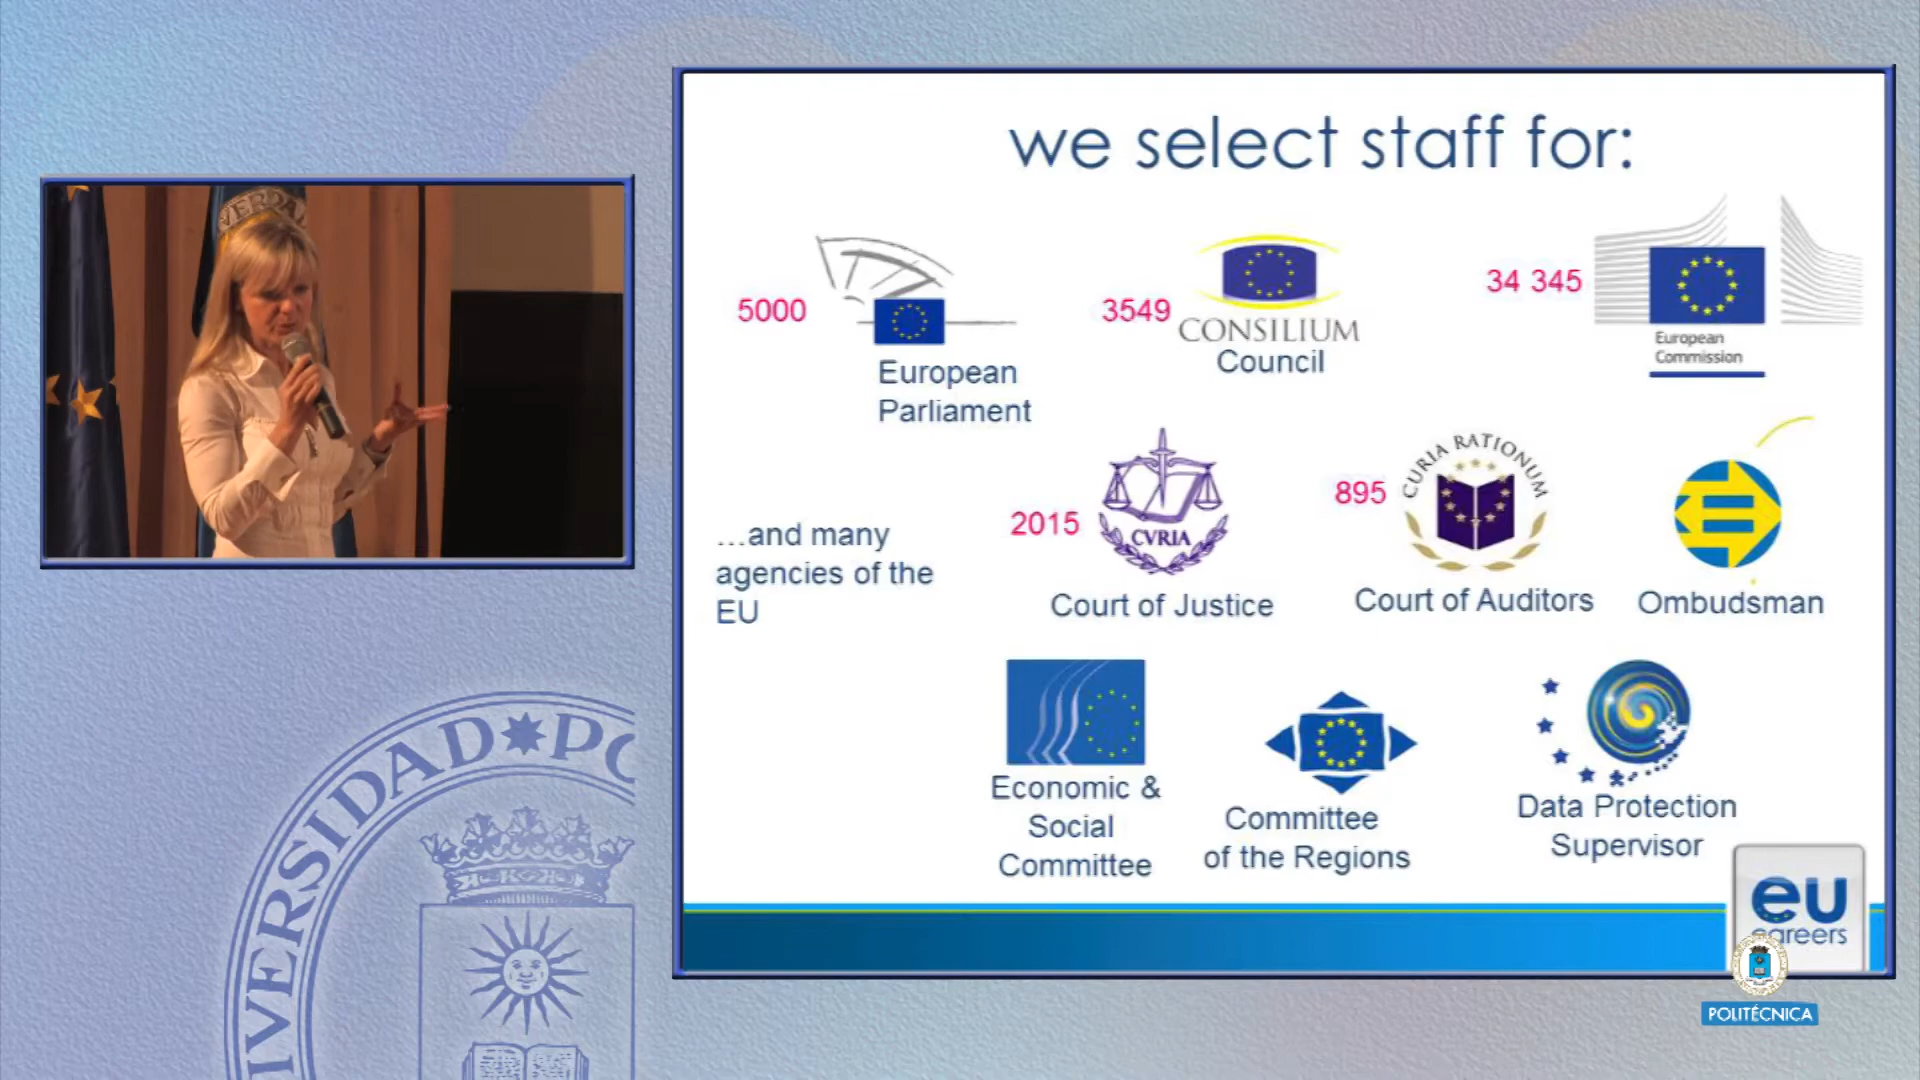 we select staff for:
5000
European
Parliament
3549
CONSILIUM
Council
34 345
European
Commission
...and many
agencies of the
EU
2015
CVRIA
Court of Justice
895
CURIA RATIONUM
Court of Auditors
Ombudsman
Economic &
Social
Committee
Committee
of the Regions
Data Protection
Supervisor
eu
careers
POLITÉCNICA